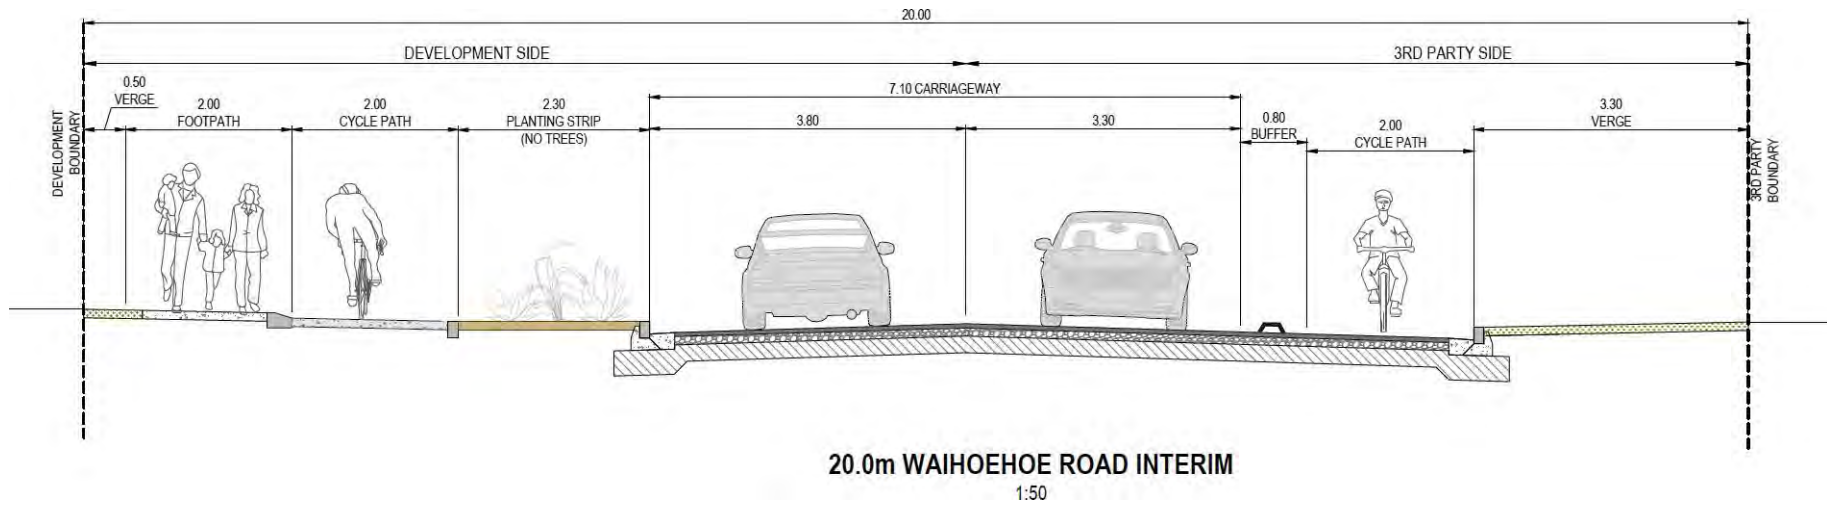 20.00
DEVELOPMENT SIDE
3RD PARTY SIDE
0.50
VERGE
2.00
FOOTPATH
2.00
CYCLE PATH
2.30
PLANTING STRIP
(NO TREES)
7.10 CARRIAGEWAY
3.80
3.30
0.80
BUFFER
2.00
CYCLE PATH
3.30
VERGE
DEVELOPMENT
BOUNDARY
3RD PARTY
BOUNDARY
20.0m WAIHOEHOE ROAD INTERIM
1:50